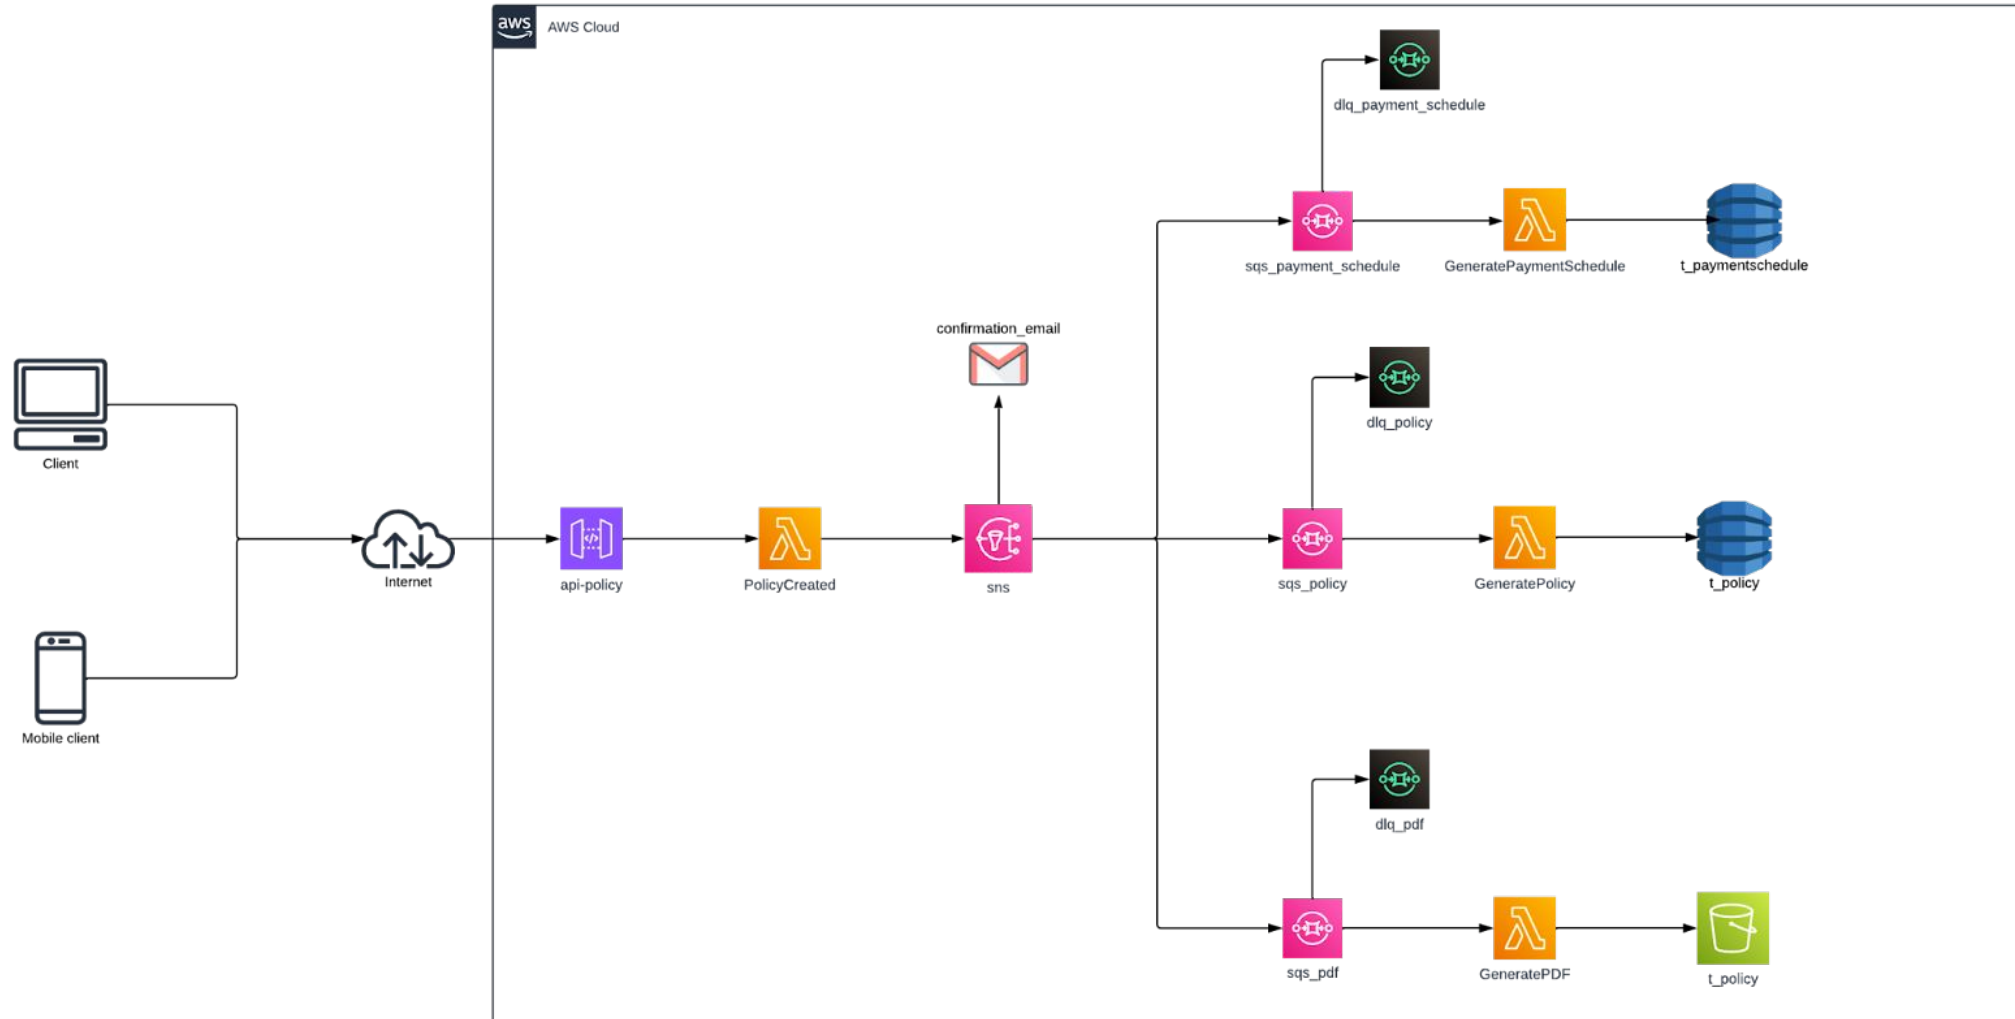 aws
AWS Cloud
dlq_payment_schedule
sqs_payment_schedule
GeneratePaymentSchedule
t_paymentschedule
confirmation_email
dlq_policy
Client
Internet
api-policy
</>
PolicyCreated
sns
sqs_policy
GeneratePolicy
t_policy
Mobile client
dlq_pdf
sqs_pdf
GeneratePDF
t_policy